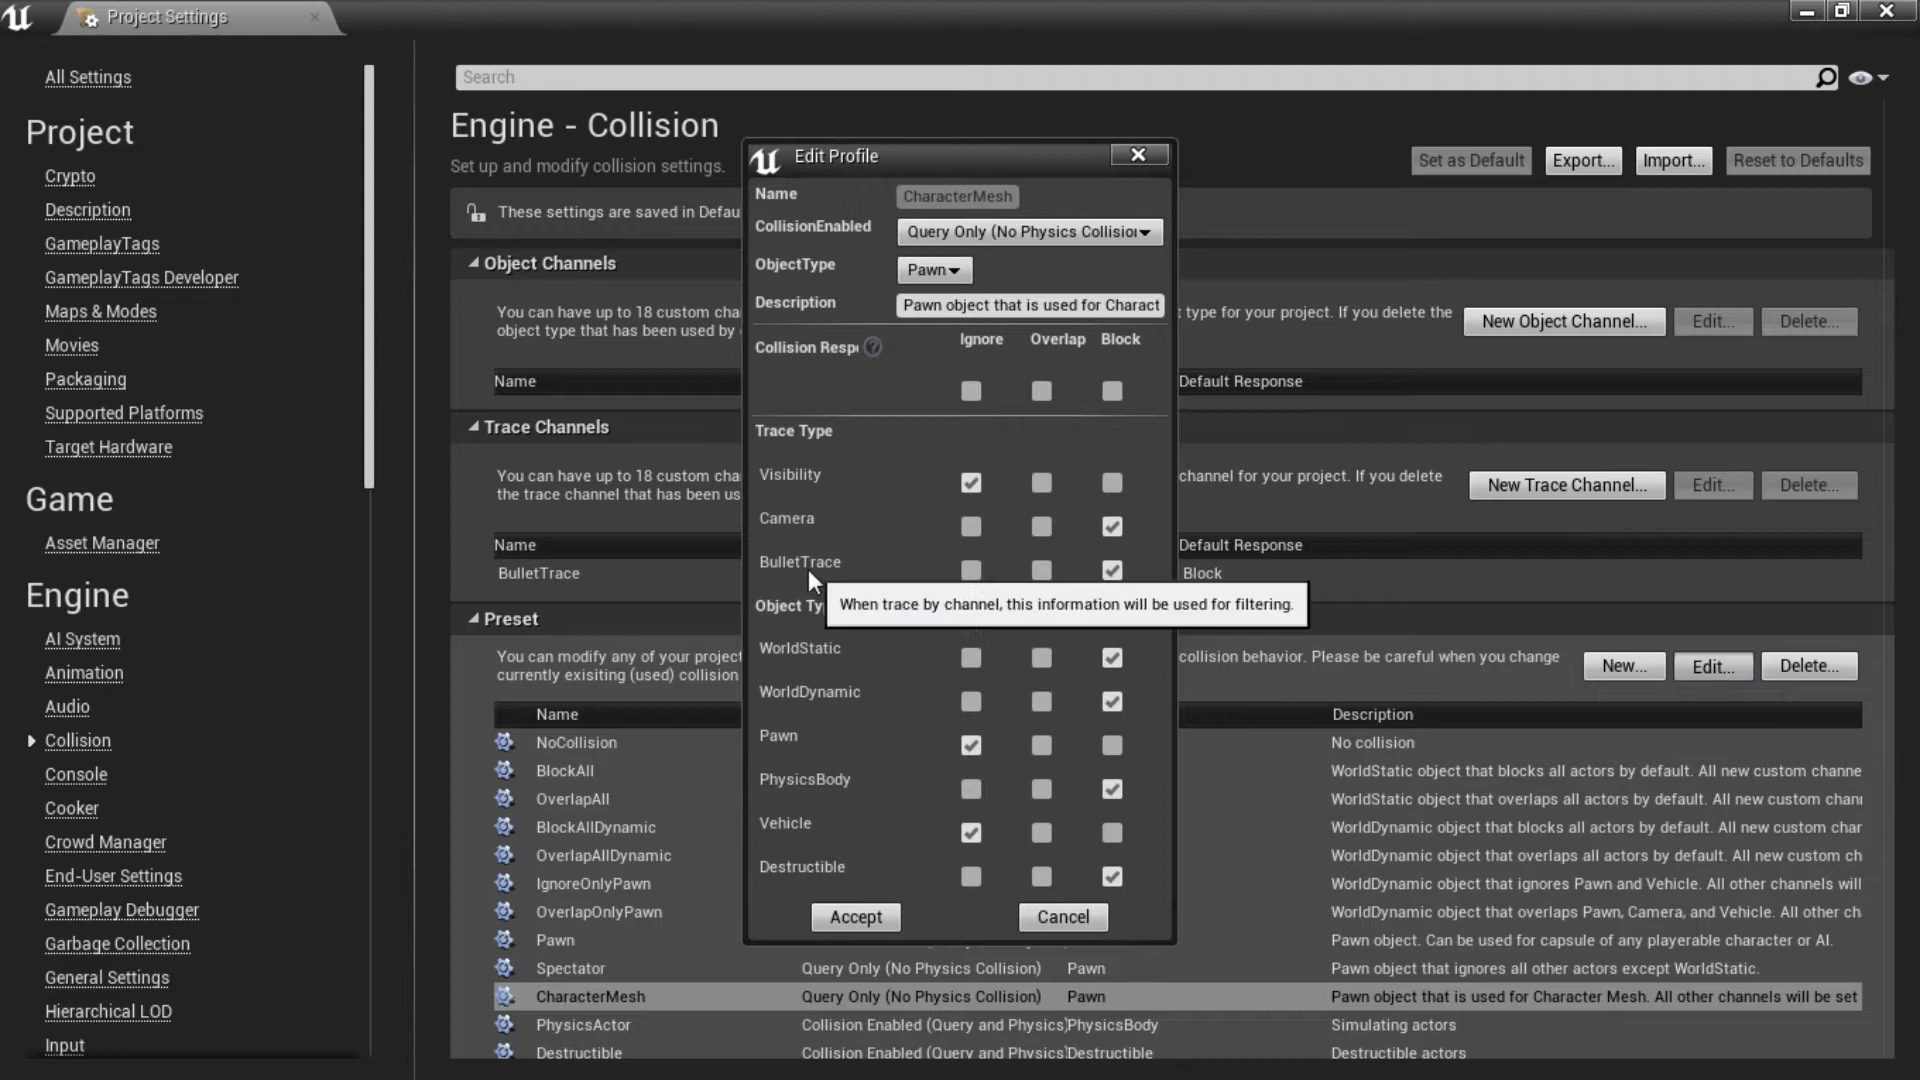 Project Settings
All Settings
Project
Crypto
Description
GameplayTags
GameplayTags Developer
Maps & Modes
Movies
Packaging
Supported Platforms
Target Hardware
Game
Asset Manager
Engine
AI System
Animation
Audio
Collision
Console
Cooker
Crowd Manager
End-User Settings
Gameplay Debugger
Garbage Collection
General Settings
Hierarchical LOD
Input
Search
Engine - Collision
Set up and modify collision settings.
Set as Default
Export...
Import...
Reset to Defaults
These settings are saved in Defau
Object Channels
You can have up to 18 custom cha
t type for your project. If you delete the
object type that has been used by
New Object Channel...
Edit...
Delete...
Name
Default Response
Trace Channels
You can have up to 18 custom cha
channel for your project. If you delete
the trace channel that has been us
New Trace Channel...
Edit...
Delete...
Name
Default Response
BulletTrace
Block
Preset
You can modify any of your project
collision behavior. Please be careful when you change
currently exisiting (used) collision
New...
Edit...
Delete...
Name
Description
NoCollision
No collision
BlockAll
WorldStatic object that blocks all actors by default. All new custom channe
OverlapAll
WorldStatic object that overlaps all actors by default. All new custom chan
BlockAllDynamic
WorldDynamic object that blocks all actors by default. All new custom char
OverlapAllDynamic
WorldDynamic object that overlaps all actors by default. All new custom ch
IgnoreOnlyPawn
WorldDynamic object that ignores Pawn and Vehicle. All other channels will
OverlapOnlyPawn
WorldDynamic object that overlaps Pawn, Camera, and Vehicle. All other ch
Pawn
Pawn object. Can be used for capsule of any playerable character or AI.
Spectator
Query Only (No Physics Collision)
Pawn
Pawn object that ignores all other actors except WorldStatic.
CharacterMesh
Query Only (No Physics Collision)
Pawn
Pawn object that is used for Character Mesh. All other channels will be set
PhysicsActor
Collision Enabled (Query and Physics)
PhysicsBody
Simulating actors
Destructible
Collision Enabled (Query and Physics)
Destructible
Destructible actors
Edit Profile
Name
CharacterMesh
CollisionEnabled
Query Only (No Physics Collision
ObjectType
Pawn
Description
Pawn object that is used for Charact
Collision Respo
?
Ignore
Overlap
Block
Trace Type
Visibility
Camera
BulletTrace
When trace by channel, this information will be used for filtering.
Object Ty
WorldStatic
WorldDynamic
Pawn
PhysicsBody
Vehicle
Destructible
Accept
Cancel